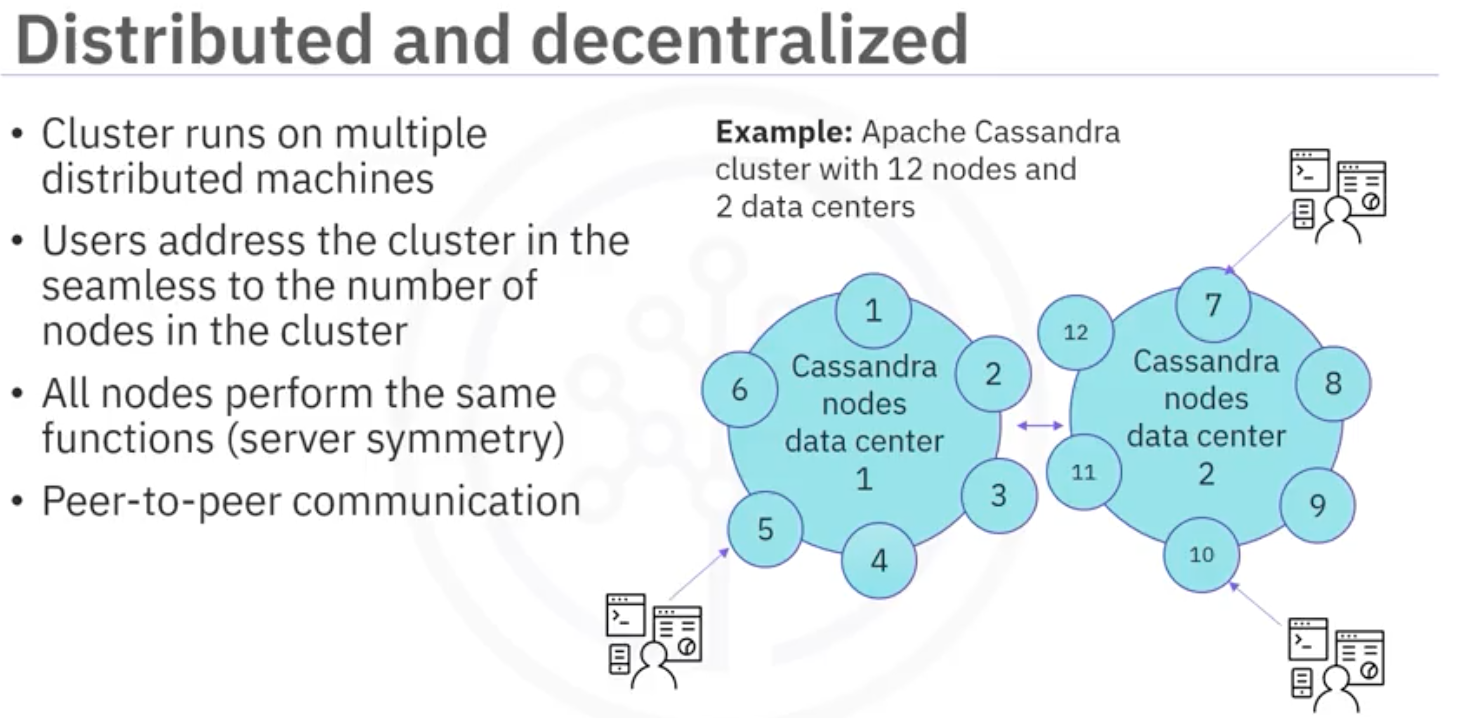 Distributed and decentralized
• Cluster runs on multiple
distributed machines
• Users address the cluster in the
seamless to the number of
nodes in the cluster
• All nodes perform the same
functions (server symmetry)
• Peer-to-peer communication
Example: Apache Cassandra
cluster with 12 nodes and
2 data centers
1
2
3
4
5
6
Cassandra
nodes
data center
1
7
8
9
10
11
12
Cassandra
nodes
data center
2